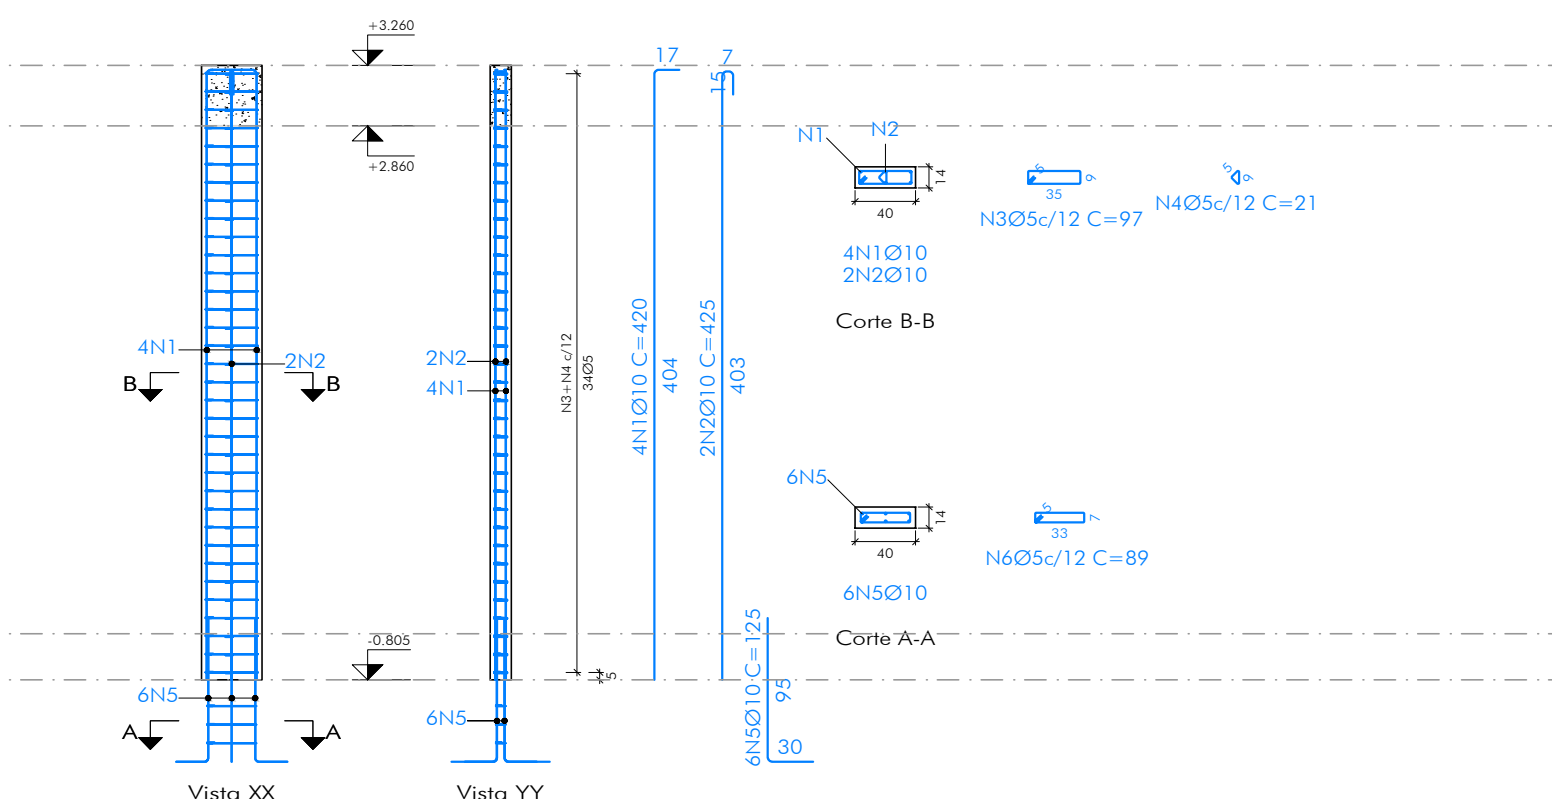 +3.260
+2.860
-0.805
4N1
2N2
B
B
6N5
A
A
Vista XX
2N2
4N1
6N5
Vista YY
N3+N4 c/12
34Ø5
5
17
4N1Ø10 C=420
404
7
15
2N2Ø10 C=425
403
6N5Ø10 C=125
95
30
N1
N2
14
40
4N1Ø10
2N2Ø10
Corte B-B
5
9
35
N3Ø5c/12 C=97
5
9
N4Ø5c/12 C=21
6N5
14
40
6N5Ø10
Corte A-A
5
7
33
N6Ø5c/12 C=89